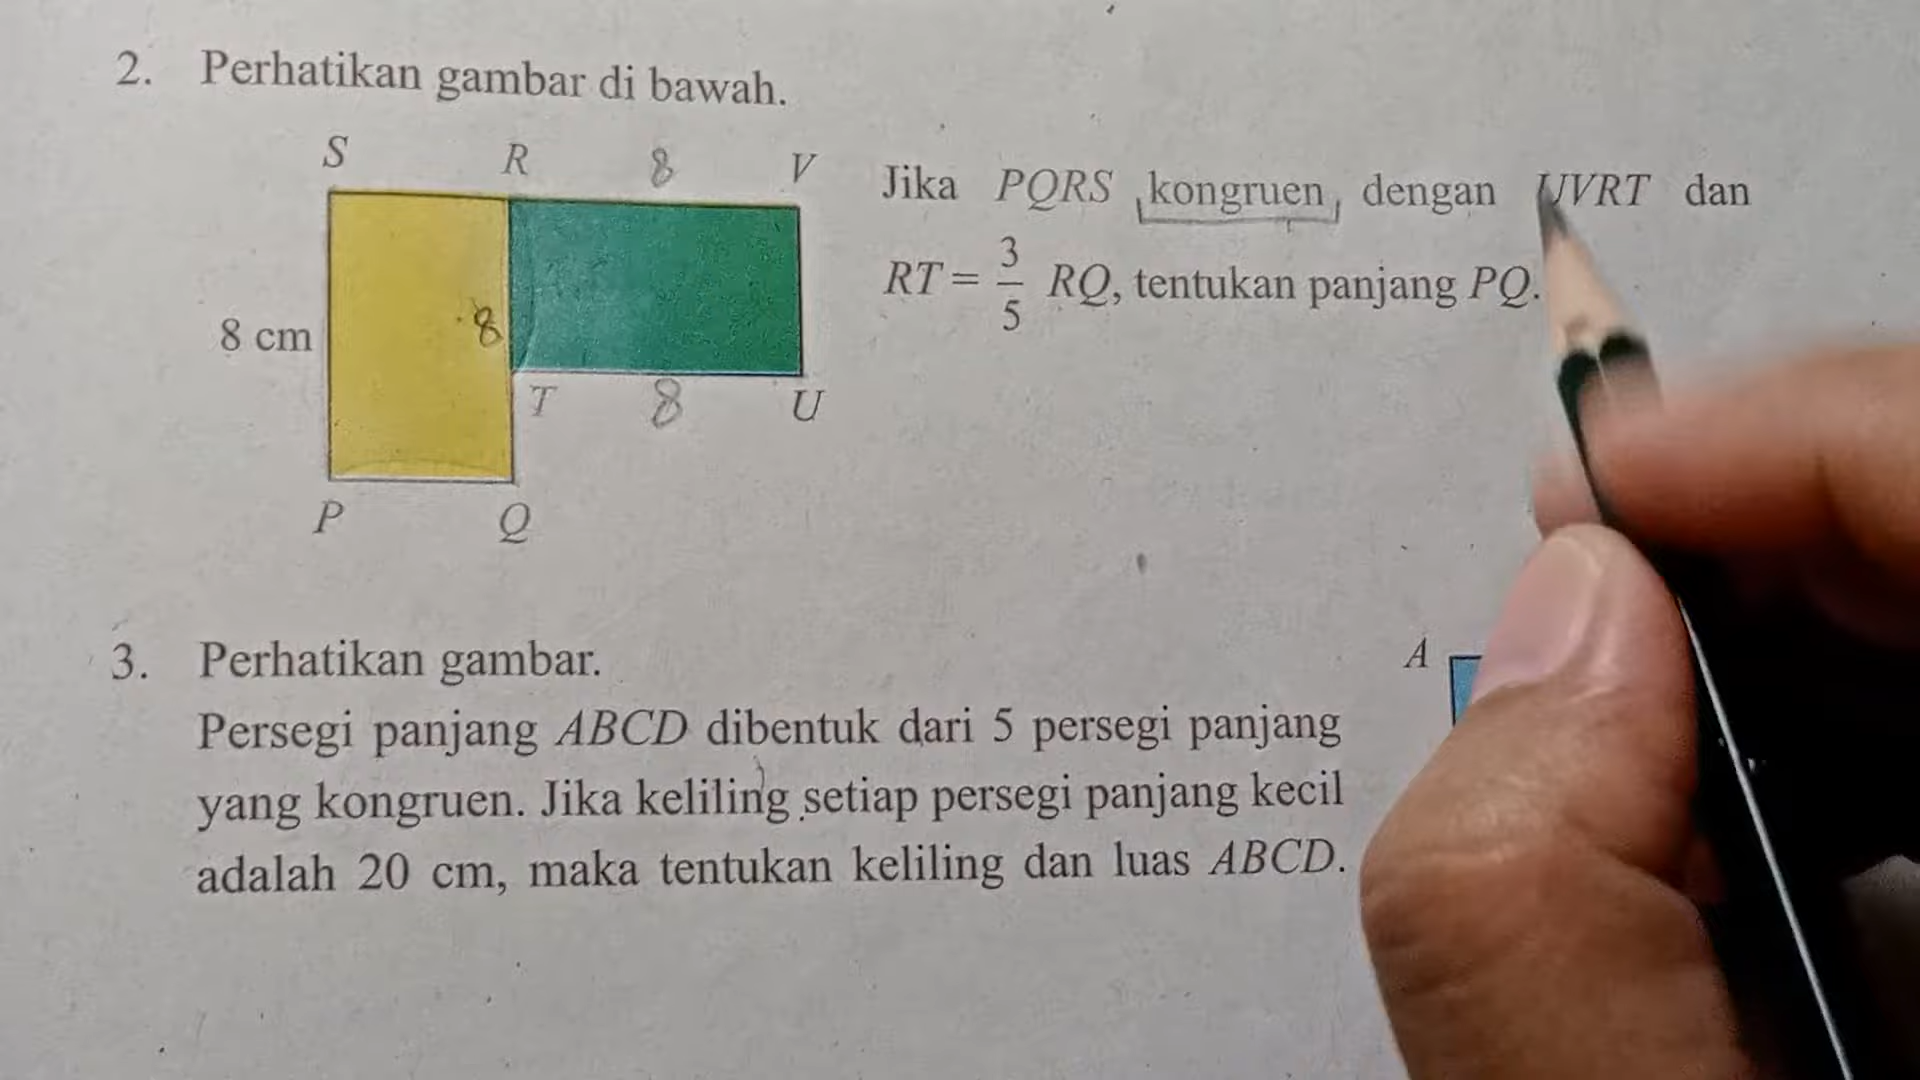 2. Perhatikan gambar di bawah.
S R 8 V
8 cm 8
T 8 U
P Q
Jika PQRS kongruen dengan UVRT dan
RT = 3/5 RQ, tentukan panjang PQ.
3. Perhatikan gambar.
A
Persegi panjang ABCD dibentuk dari 5 persegi panjang
yang kongruen. Jika keliling setiap persegi panjang kecil
adalah 20 cm, maka tentukan keliling dan luas ABCD.